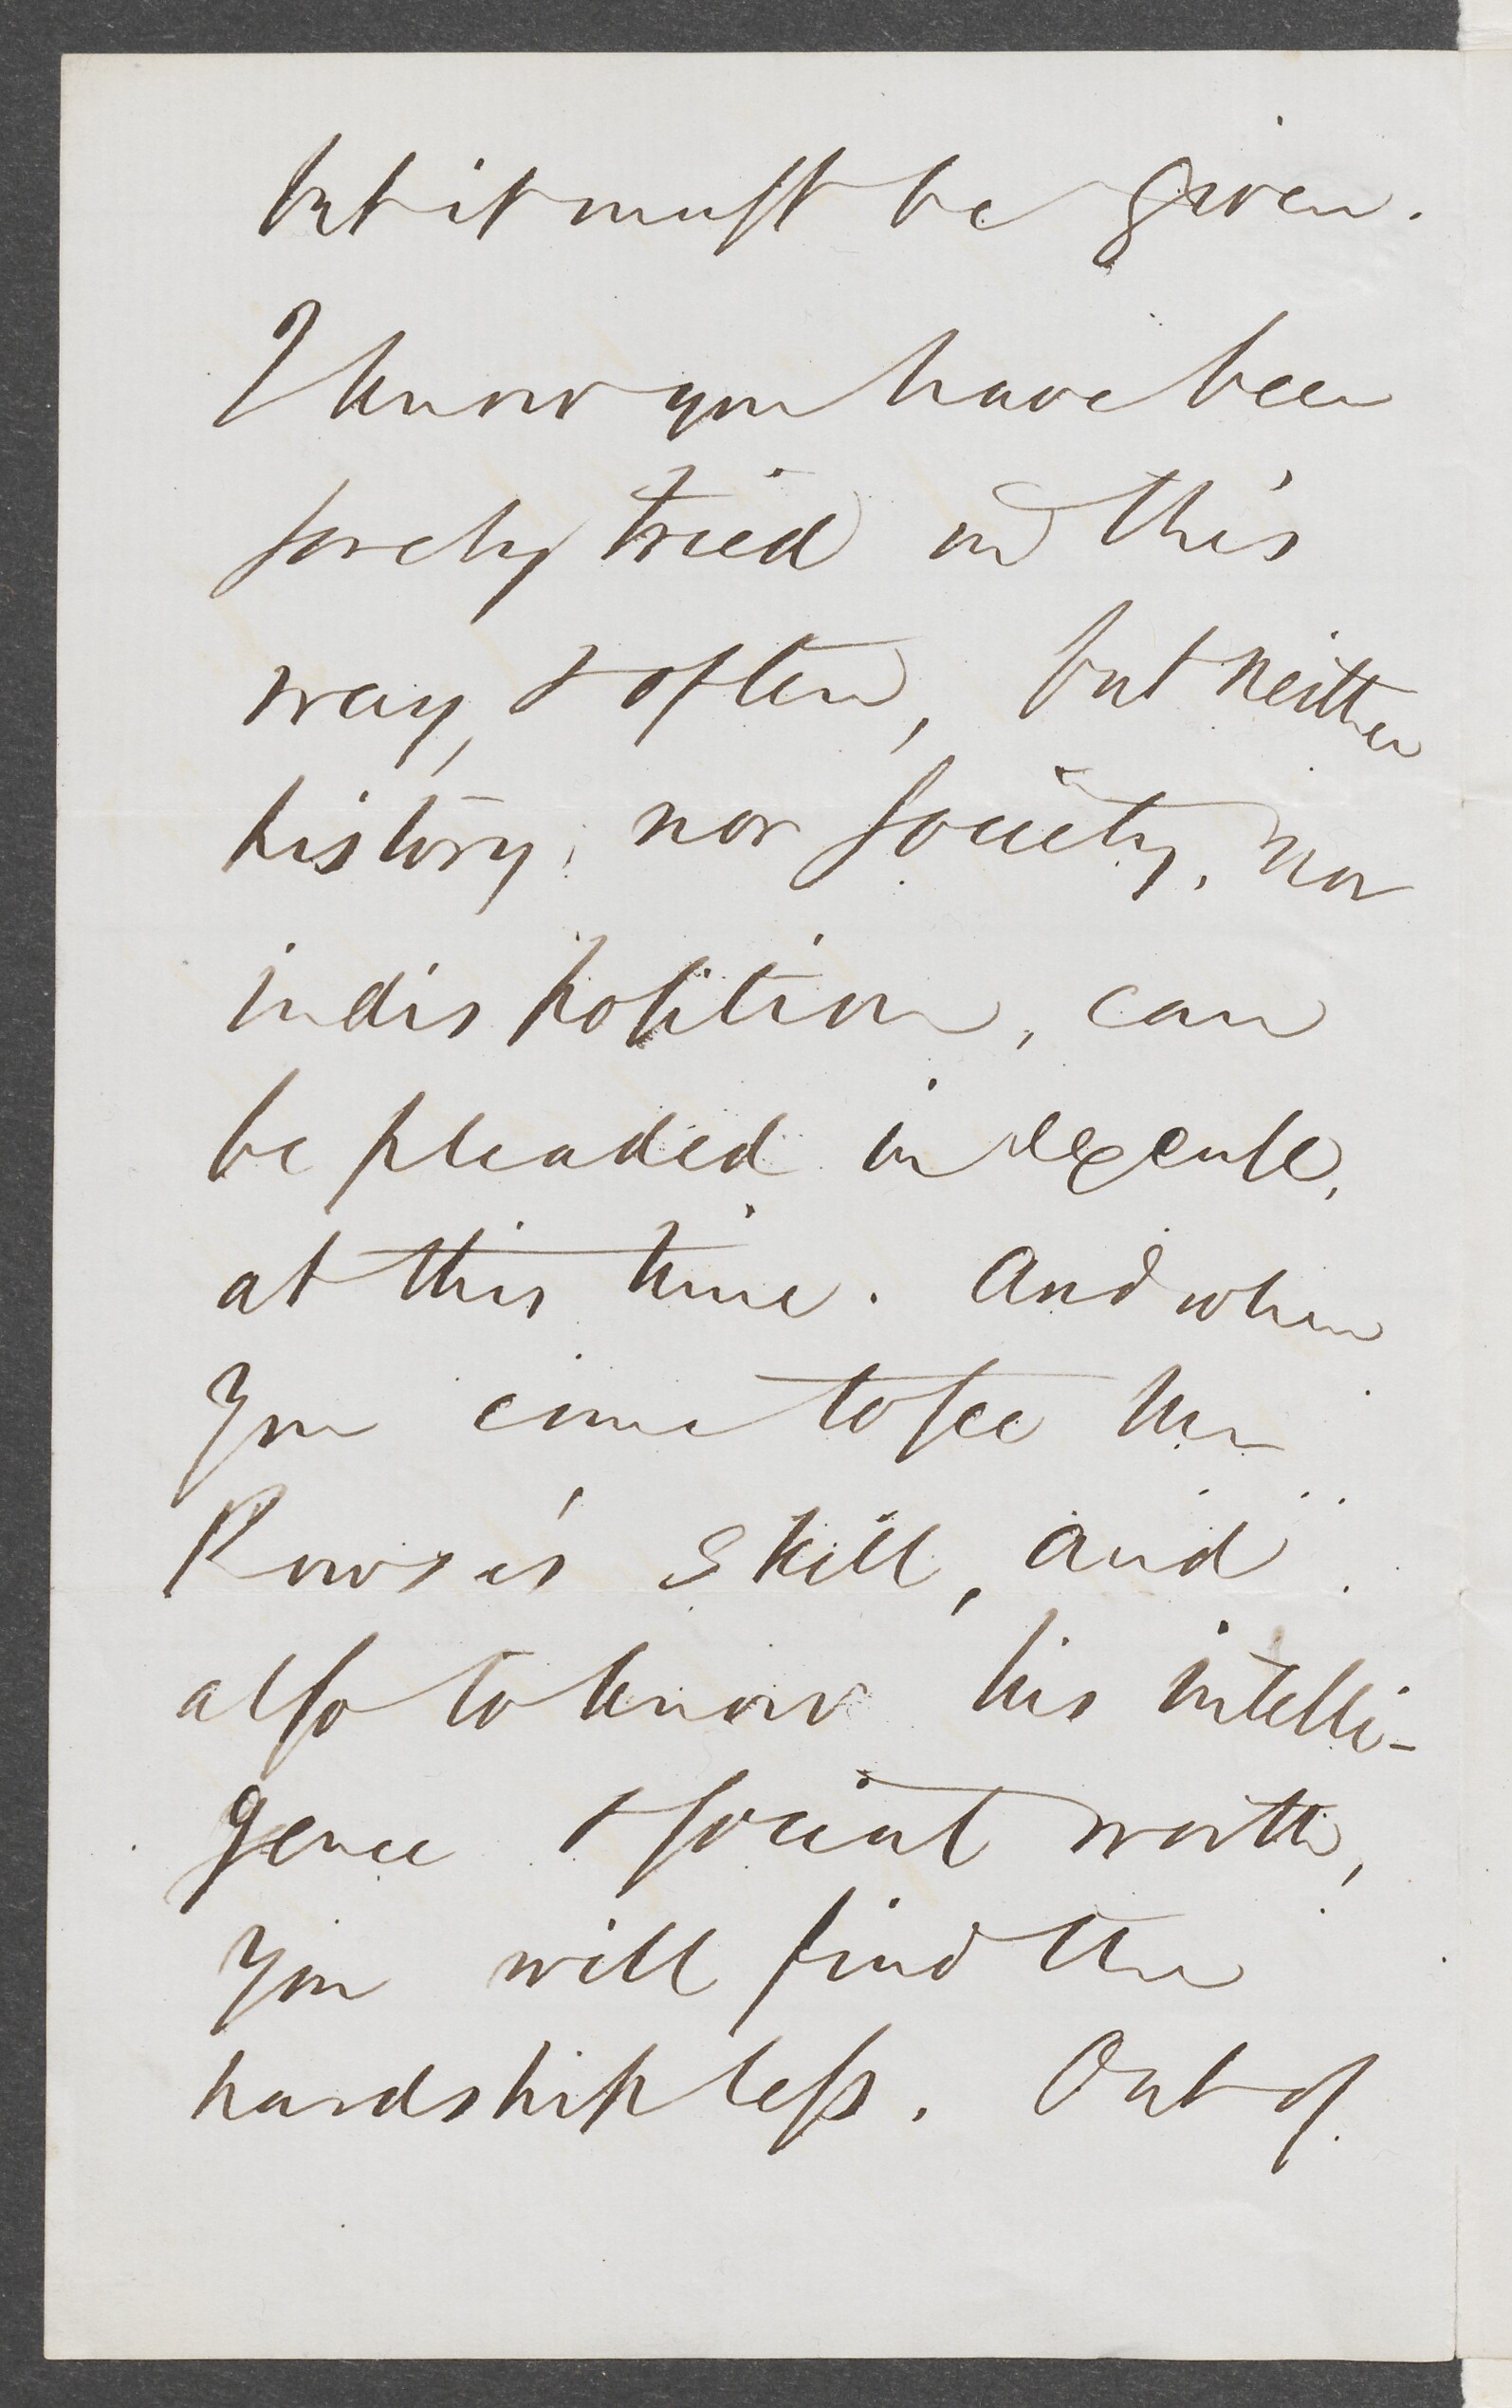 but it must be given.
I know you have been
sorely tried in this
way, & often, but neither
history, nor society, nor
indisposition, can
be pleaded in excuse,
at this time. And when
you come to see Mr
Rowse's skill, and
also to know his intelli-
gence & social worth,
you will find the
hardship less. Out of